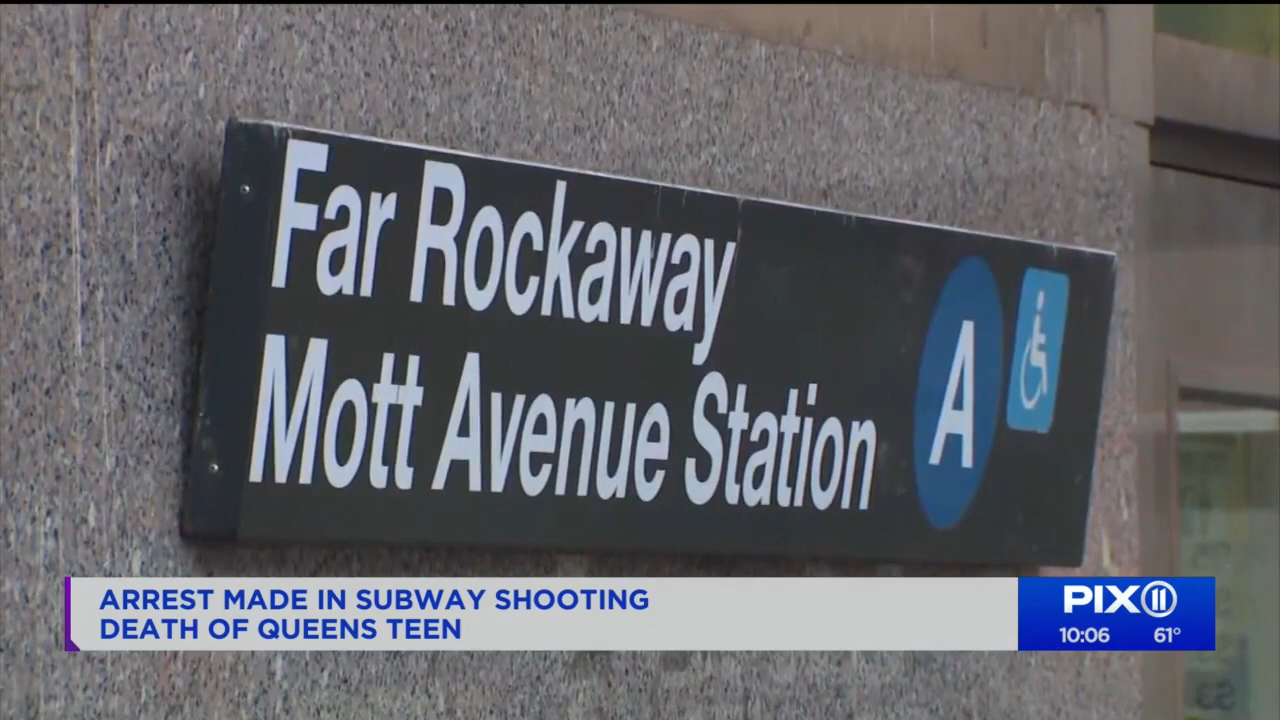 Far Rockaway
Mott Avenue Station
A
ARREST MADE IN SUBWAY SHOOTING
DEATH OF QUEENS TEEN
PIX11
10:06 61°